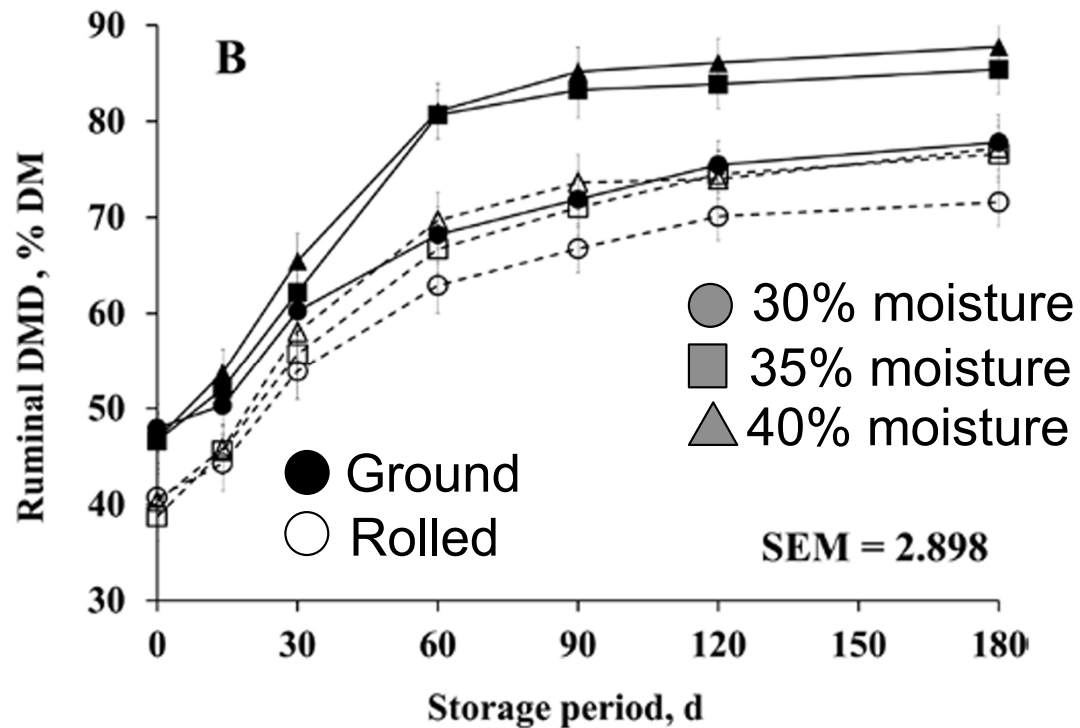 B
90
80
70
60
50
40
30
Ruminal DMD, % DM
30% moisture
35% moisture
40% moisture
Ground
Rolled
SEM = 2.898
0 30 60 90 120 150 180
Storage period, d